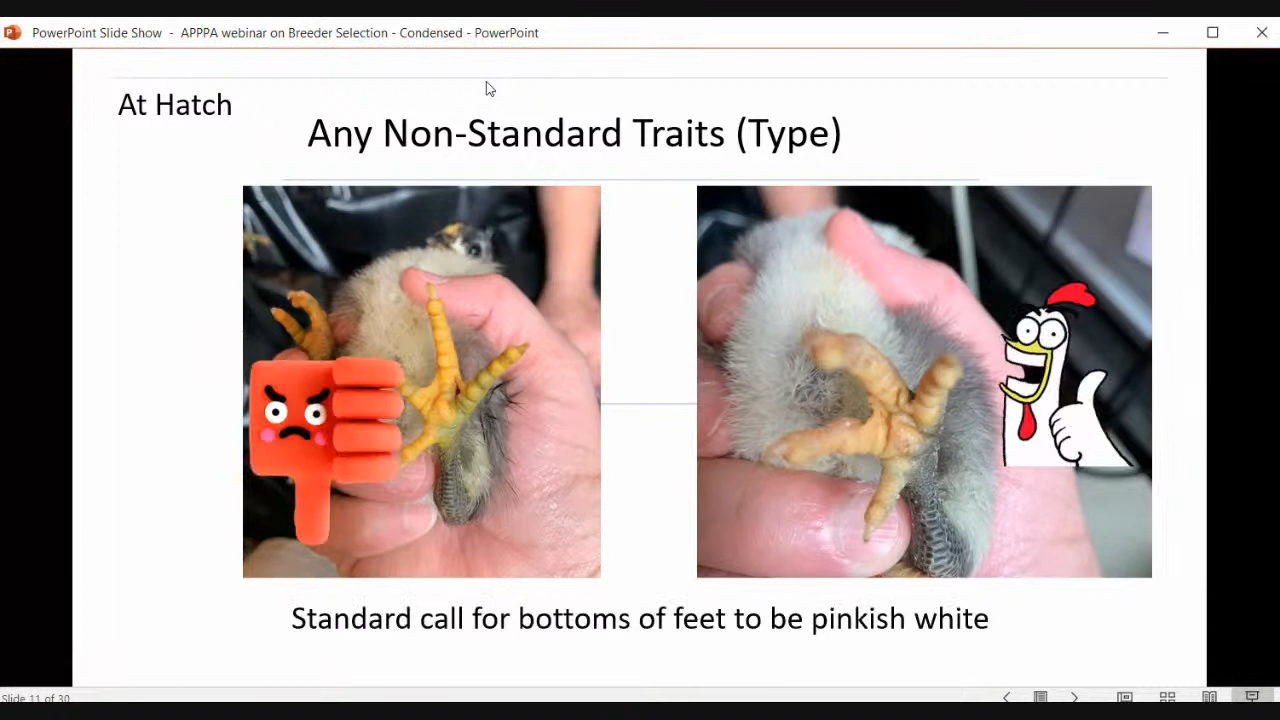 PowerPoint Slide Show - APPPA webinar on Breeder Selection - Condensed - PowerPoint
At Hatch
Any Non-Standard Traits (Type)
Standard call for bottoms of feet to be pinkish white
Slide 11 of 30